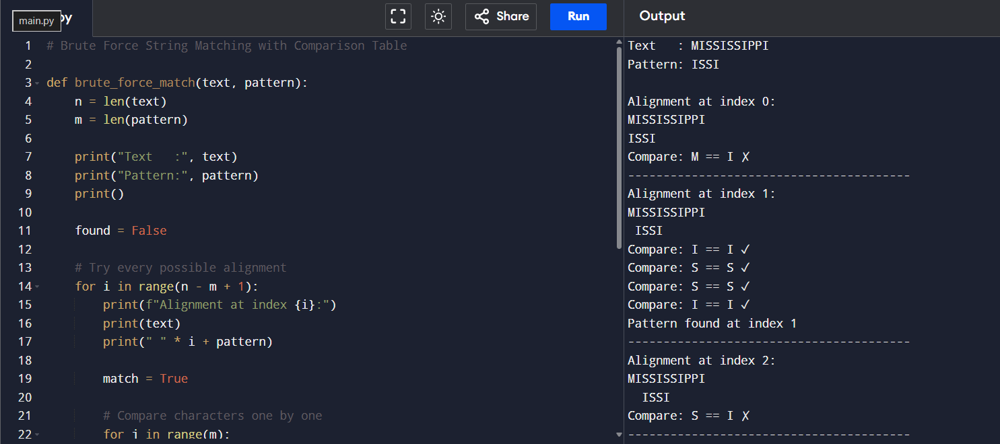 main.py
py
Share
Run
Output
1 # Brute Force String Matching with Comparison Table
2
3 def brute_force_match(text, pattern):
4     n = len(text)
5     m = len(pattern)
6
7     print("Text   :", text)
8     print("Pattern:", pattern)
9     print()
10
11     found = False
12
13     # Try every possible alignment
14     for i in range(n - m + 1):
15         print(f"Alignment at index {i}:")
16         print(text)
17         print(" " * i + pattern)
18
19         match = True
20
21         # Compare characters one by one
22         for j in range(m):
Text   : MISSISSIPPI
Pattern: ISSI

Alignment at index 0:
MISSISSIPPI
ISSI
Compare: M == I ✗
----------------------------------------
Alignment at index 1:
MISSISSIPPI
 ISSI
Compare: I == I ✓
Compare: S == S ✓
Compare: S == S ✓
Compare: I == I ✓
Pattern found at index 1
----------------------------------------
Alignment at index 2:
MISSISSIPPI
  ISSI
Compare: S == I ✗
----------------------------------------